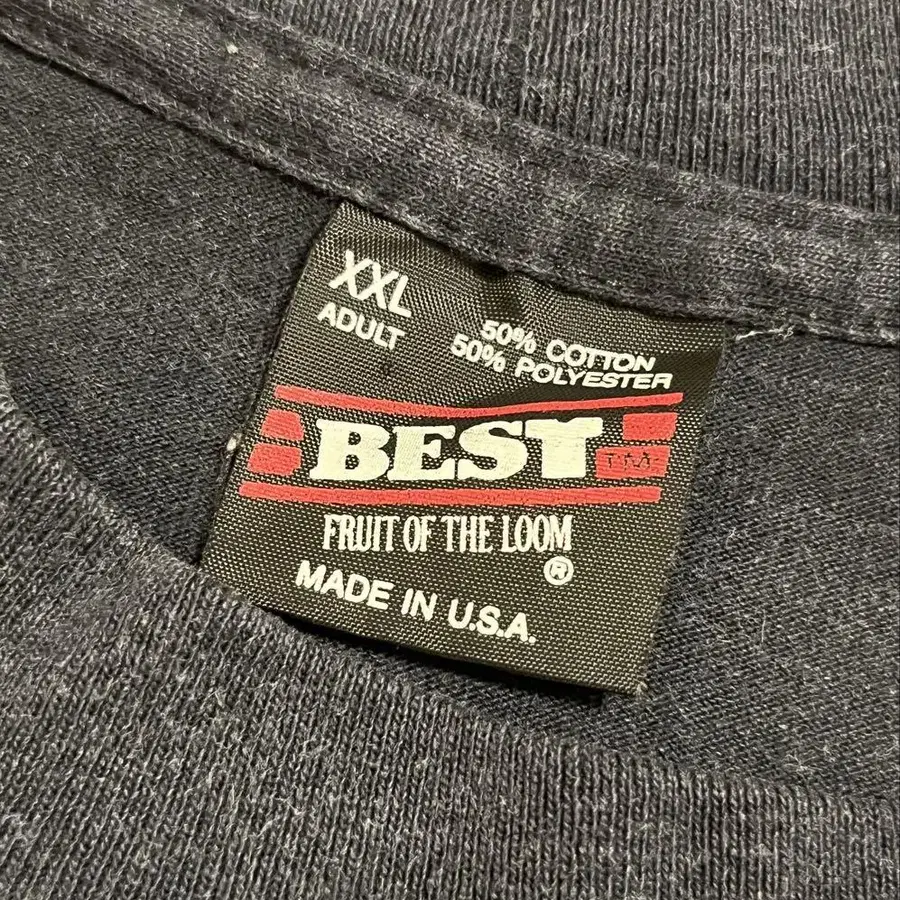 XXL
ADULT
50% COTTON
50% POLYESTER
BEST
TM
FRUIT OF THE LOOM
®
MADE IN U.S.A.